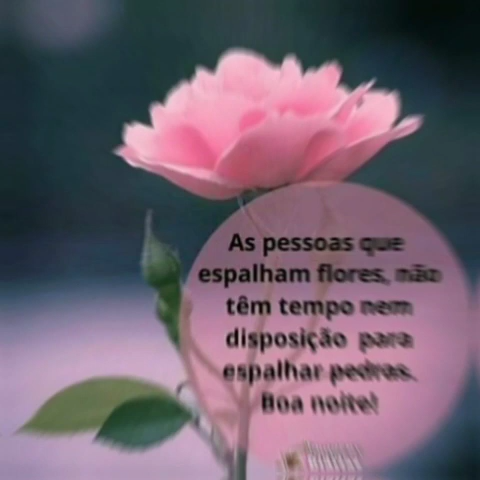 As pessoas que
espalham flores, não
têm tempo nem
disposição para
espalhar pedras.
Boa noite!